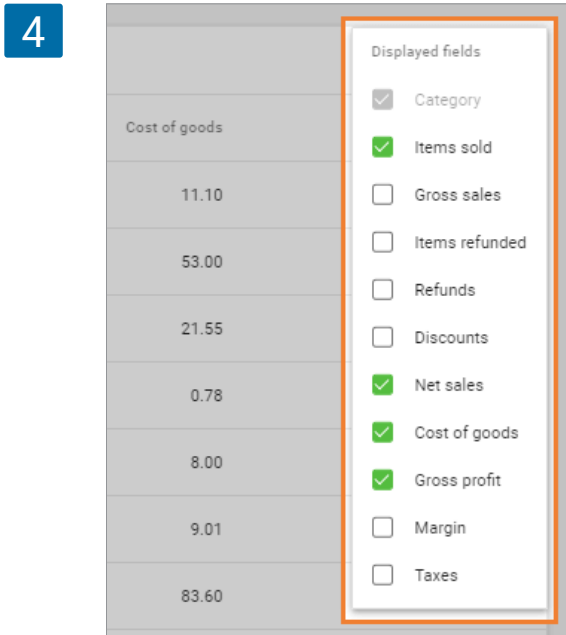 4
Displayed fields
Category
Cost of goods
Items sold
11.10
Gross sales
Items refunded
53.00
Refunds
21.55
Discounts
Net sales
0.78
Cost of goods
8.00
Gross profit
9.01
Margin
Taxes
83.60